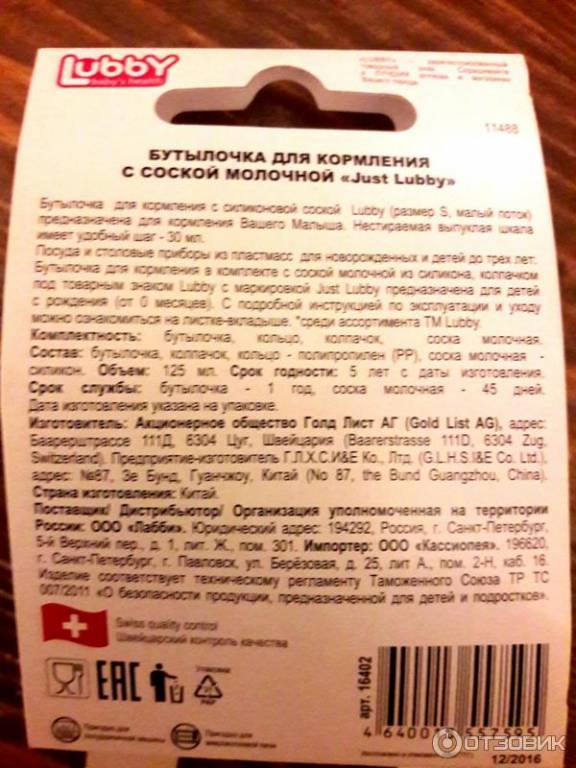 Lubby
baby's health
11488
БУТЫЛОЧКА ДЛЯ КОРМЛЕНИЯ
С СОСКОЙ МОЛОЧНОЙ «Just Lubby»
Бутылочка для кормления с силиконовой соской Lubby (размер S, малый поток)
предназначена для кормления Вашего Малыша. Нестираемая выпуклая шкала
имеет удобный шаг - 30 мл.
Посуда и столовые приборы из пластмасс для новорожденных и детей до трех лет.
Бутылочка для кормления в комплекте с соской молочной из силикона, колпачком
под товарным знаком Lubby с маркировкой Just Lubby предназначена для детей
с рождения (от 0 месяцев). С подробной инструкцией по эксплуатации и уходу
можно ознакомиться на листке-вкладыше. *среди ассортимента ТМ Lubby.
Комплектность: бутылочка, кольцо, колпачок, соска молочная.
Состав: бутылочка, колпачок, кольцо - полипропилен (PP), соска молочная -
силикон. Объем: 125 мл. Срок годности: 5 лет с даты изготовления.
Срок службы: бутылочка - 1 год, соска молочная - 45 дней.
Дата изготовления указана на упаковке.
Изготовитель: Акционерное общество Голд Лист АГ (Gold List AG), адрес:
Баарерштрассе 111Д, 6304 Цуг, Швейцария (Baarerstrasse 111D, 6304 Zug,
Switzerland). Предприятие-изготовитель Г.Л.Х.С.И&Е Ко., Лтд. (G.L.H.S.I&E Co. Ltd.),
адрес: №87, Зе Бунд, Гуанчжоу, Китай (No 87, the Bund Guangzhou, China).
Страна изготовления: Китай.
Поставщик/ Дистрибьютор/ Организация уполномоченная на территории
России: ООО «Лабби». Юридический адрес: 194292, Россия, г. Санкт-Петербург,
5-й Верхний пер., д. 1, лит. Ж., пом. 301. Импортер: ООО «Кассиопея». 196620,
г. Санкт-Петербург, г. Павловск, ул. Берёзовая, д. 25, лит А., пом. 2-Н, каб. 16.
Изделие соответствует техническому регламенту Таможенного Союза ТР ТС
007/2011 «О безопасности продукции, предназначенной для детей и подростков».
Swiss quality control
Швейцарский контроль качества
EAC
Упаковка
арт. 16402
4 640017 557595
12/2016
ОТЗОВИК